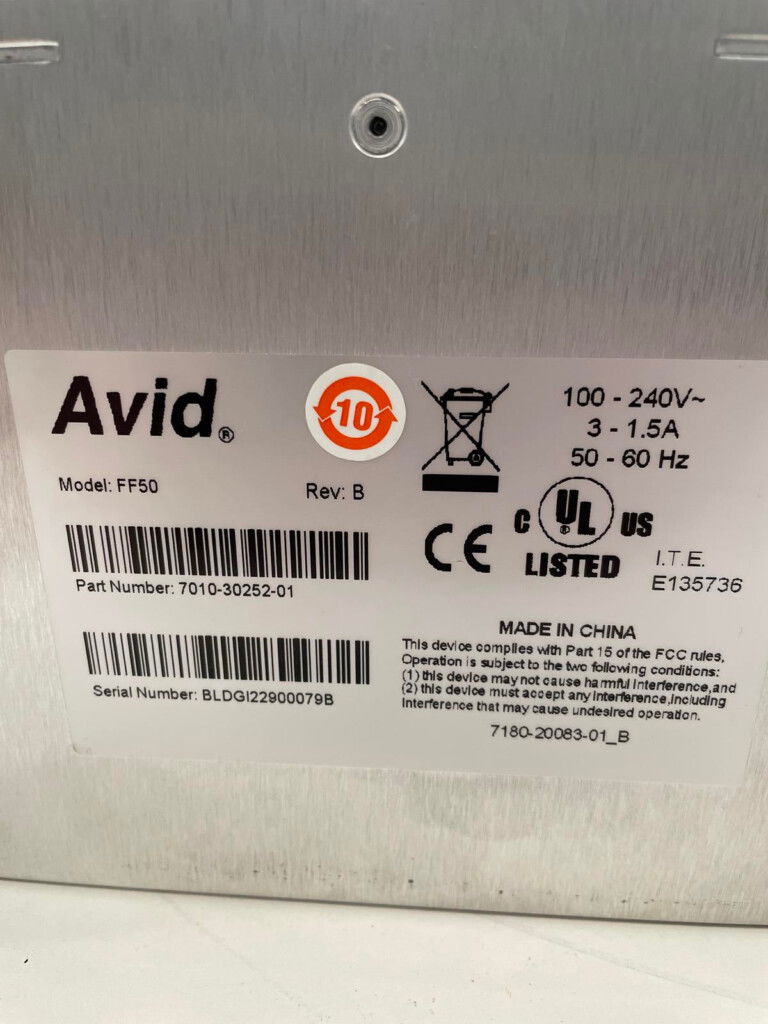 Avid®
10
100 - 240V~
3 - 1.5A
50 - 60 Hz
Model: FF50
Rev: B
C UL® US
LISTED
I.T.E.
E135736
CE
Part Number: 7010-30252-01
Serial Number: BLDGI22900079B
MADE IN CHINA
This device complies with Part 15 of the FCC rules,
Operation is subject to the two following conditions:
(1) this device may not cause harmful interference,and
(2) this device must accept any interference,including
interference that may cause undesired operation.
7180-20083-01_B